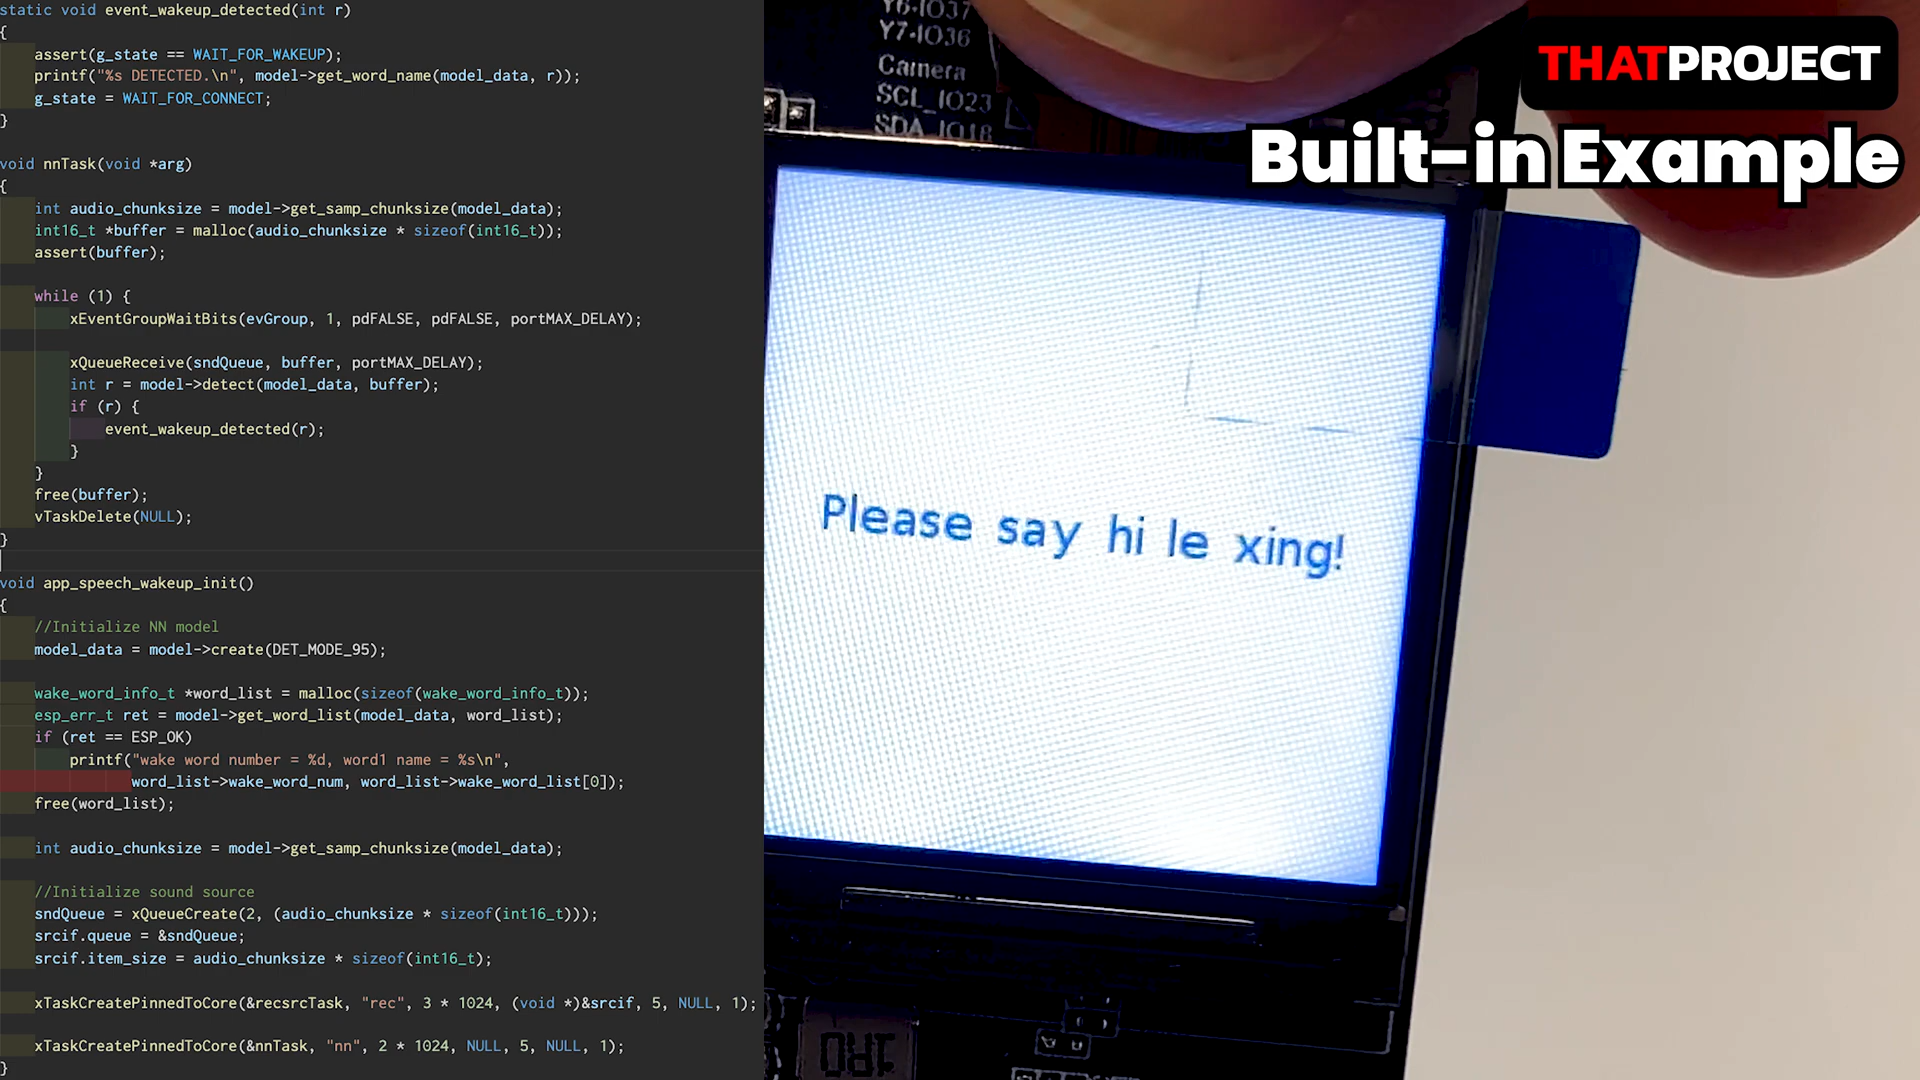 static void event_wakeup_detected(int r)
{
    assert(g_state == WAIT_FOR_WAKEUP);
    printf("%s DETECTED.\n", model->get_word_name(model_data, r));
    g_state = WAIT_FOR_CONNECT;
}
void nnTask(void *arg)
{
    int audio_chunksize = model->get_samp_chunksize(model_data);
    int16_t *buffer = malloc(audio_chunksize * sizeof(int16_t));
    assert(buffer);
    while (1) {
        xEventGroupWaitBits(evGroup, 1, pdFALSE, pdFALSE, portMAX_DELAY);
        xQueueReceive(sndQueue, buffer, portMAX_DELAY);
        int r = model->detect(model_data, buffer);
        if (r) {
            event_wakeup_detected(r);
        }
    }
    free(buffer);
    vTaskDelete(NULL);
}
void app_speech_wakeup_init()
{
    //Initialize NN model
    model_data = model->create(DET_MODE_95);
    wake_word_info_t *word_list = malloc(sizeof(wake_word_info_t));
    esp_err_t ret = model->get_word_list(model_data, word_list);
    if (ret == ESP_OK)
        printf("wake word number = %d, word1 name = %s\n",
               word_list->wake_word_num, word_list->wake_word_list[0]);
    free(word_list);
    int audio_chunksize = model->get_samp_chunksize(model_data);
    //Initialize sound source
    sndQueue = xQueueCreate(2, (audio_chunksize * sizeof(int16_t)));
    srcif.queue = &sndQueue;
    srcif.item_size = audio_chunksize * sizeof(int16_t);
    xTaskCreatePinnedToCore(&recsrcTask, "rec", 3 * 1024, (void *)&srcif, 5, NULL, 1);
    xTaskCreatePinnedToCore(&nnTask, "nn", 2 * 1024, NULL, 5, NULL, 1);
}
Y6-IO37
Y7-IO36
Camera
SCL_IO23
SDA_IO18
THATPROJECT
Built-in Example
Please say hi le xing!
1R0